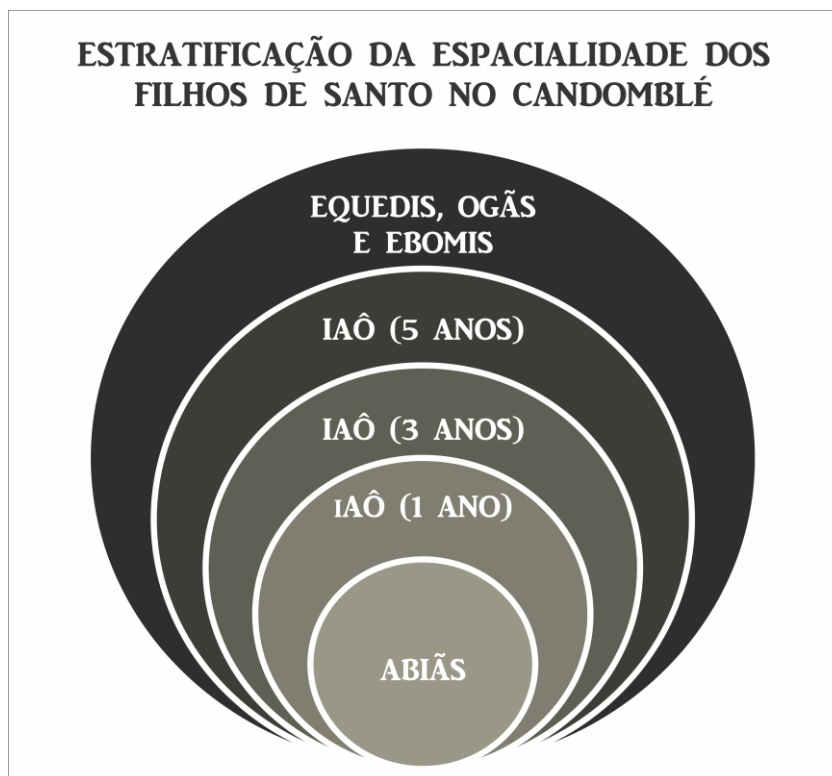 ESTRATIFICAÇÃO DA ESPACIALIDADE DOS
FILHOS DE SANTO NO CANDOMBLÉ
EQUEDIS, OGÃS
E EBOMIS
IAÔ (5 ANOS)
IAÔ (3 ANOS)
IAÔ (1 ANO)
ABIÃS